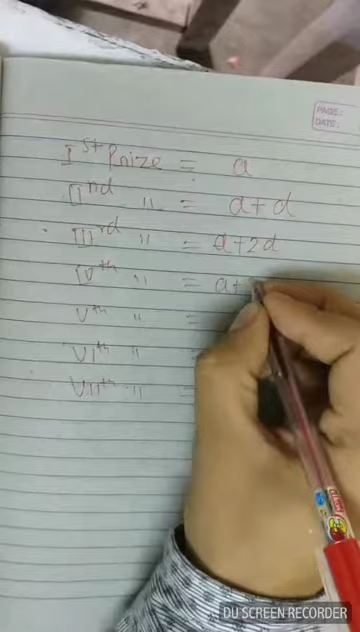 PAGE:
DATE:
Iˢᵗ Prize = a
IIⁿᵈ " = a+d
IIIʳᵈ " = a+2d
IVᵗʰ " = a+
Vᵗʰ " =
VIᵗʰ " =
VIIᵗʰ " =
DU SCREEN RECORDER